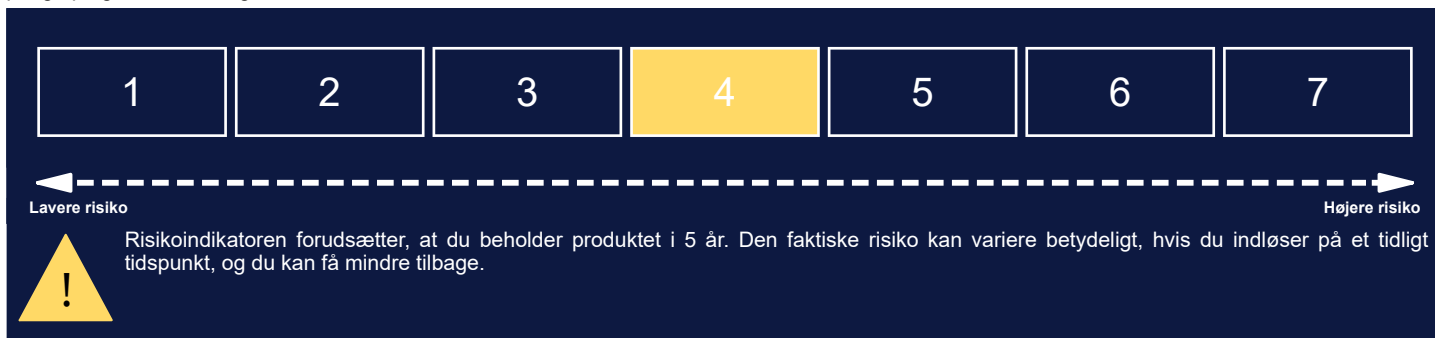 1 2 3 4 5 6 7
Lavere risiko Højere risiko
Risikoindikatoren forudsætter, at du beholder produktet i 5 år. Den faktiske risiko kan variere betydeligt, hvis du indløser på et tidligt
tidspunkt, og du kan få mindre tilbage.
!